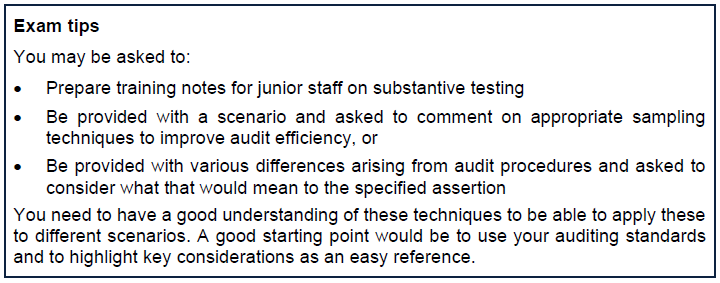 Exam tips
You may be asked to:
• Prepare training notes for junior staff on substantive testing
• Be provided with a scenario and asked to comment on appropriate sampling
techniques to improve audit efficiency, or
• Be provided with various differences arising from audit procedures and asked to
consider what that would mean to the specified assertion
You need to have a good understanding of these techniques to be able to apply these
to different scenarios. A good starting point would be to use your auditing standards
and to highlight key considerations as an easy reference.